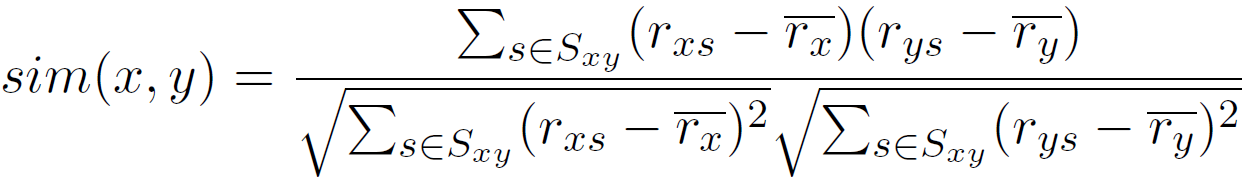 sim(x, y) = \frac{\sum_{s \in S_{xy}} (r_{xs} - \overline{r_x})(r_{ys} - \overline{r_y})}{\sqrt{\sum_{s \in S_{xy}} (r_{xs} - \overline{r_x})^2} \sqrt{\sum_{s \in S_{xy}} (r_{ys} - \overline{r_y})^2}}